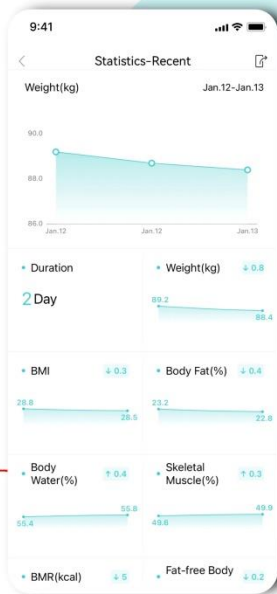 9:41
Statistics-Recent
Weight(kg) Jan.12-Jan.13
90.0
88.0
86.0
Jan.12 Jan.12 Jan.13
Duration
2 Day
Weight(kg) ↓ 0.8
89.2
88.4
BMI ↓ 0.3
28.8
28.5
Body Fat(%) ↓ 0.4
23.2
22.8
Body
Water(%) ↑ 0.4
55.4
55.8
Skeletal
Muscle(%) ↑ 0.3
49.6
49.9
BMR(kcal) ↓ 5
Fat-free Body ↓ 0.2